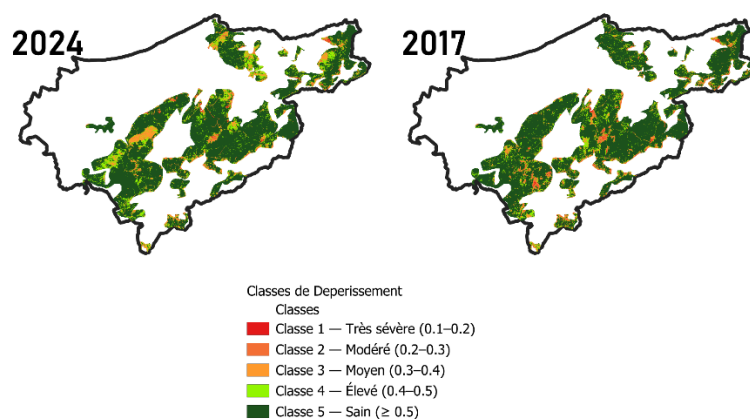 2024
2017
Classes de Deperissement
Classes
Classe 1 — Très sévère (0.1–0.2)
Classe 2 — Modéré (0.2–0.3)
Classe 3 — Moyen (0.3–0.4)
Classe 4 — Élevé (0.4–0.5)
Classe 5 — Sain (≥ 0.5)